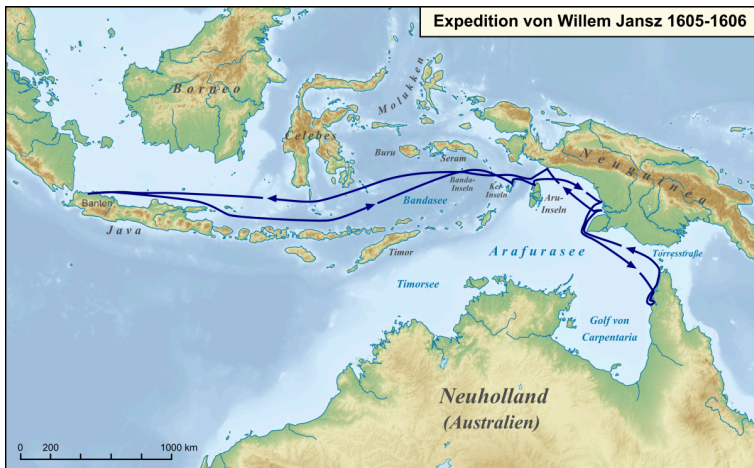 Expedition von Willem Jansz 1605-1606
Borneo
Molukken
Celebes
Buru
Seram
Neuguinea
Banda-
Inseln
Kei-
Inseln
Aru-
Inseln
Banten
Bandasee
Java
Timor
Arafurasee
Torresstraße
Timorsee
Golf von
Carpentaria
Neuholland
(Australien)
0 200 1000 km